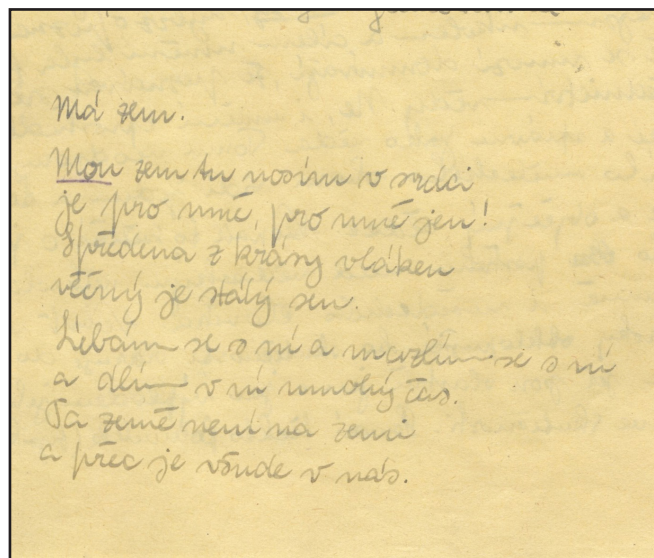 Má zem.
Mou zem tu nosím v srdci
je pro mně, pro mně jen!
Spředena z krásy vláken
věčný je stálý sen.
Líbám se s ní a mazlím se s ní
a dlím v ní mnohý čas.
Ta země není na zemi
a přec je všude v nás.